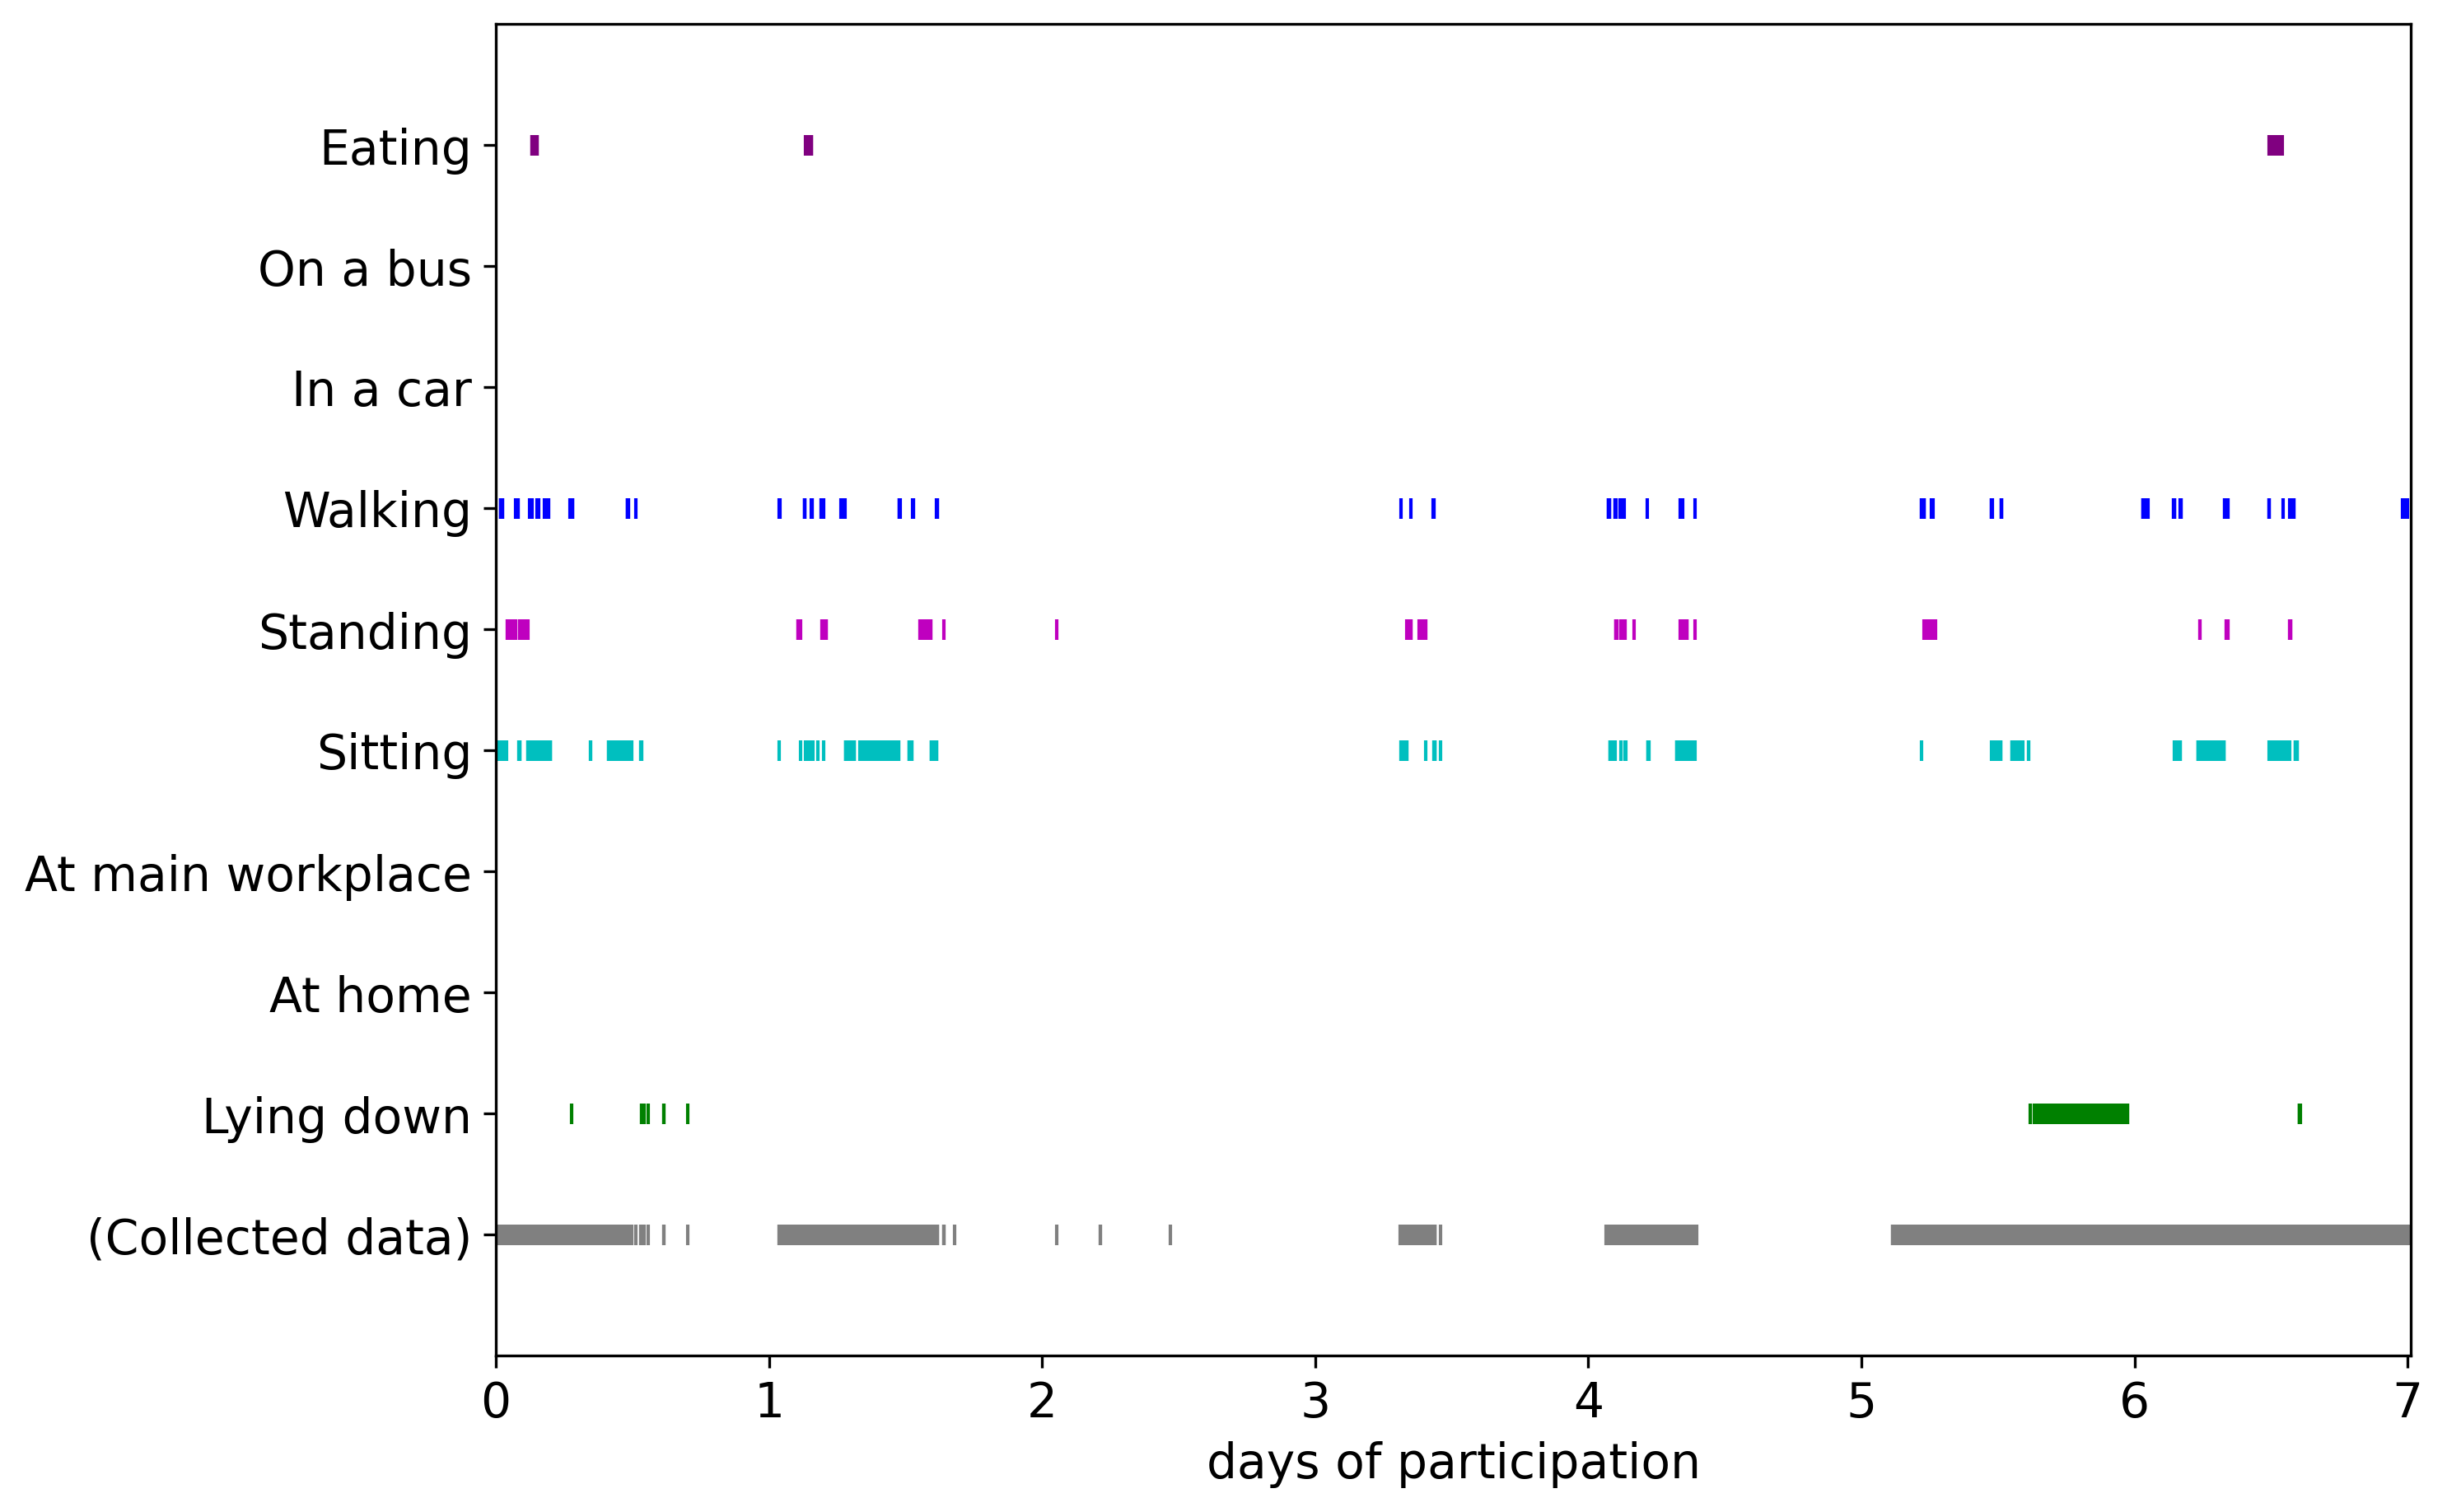 Eating
On a bus
In a car
Walking
Standing
Sitting
At main workplace
At home
Lying down
(Collected data)
0 1 2 3 4 5 6 7
days of participation